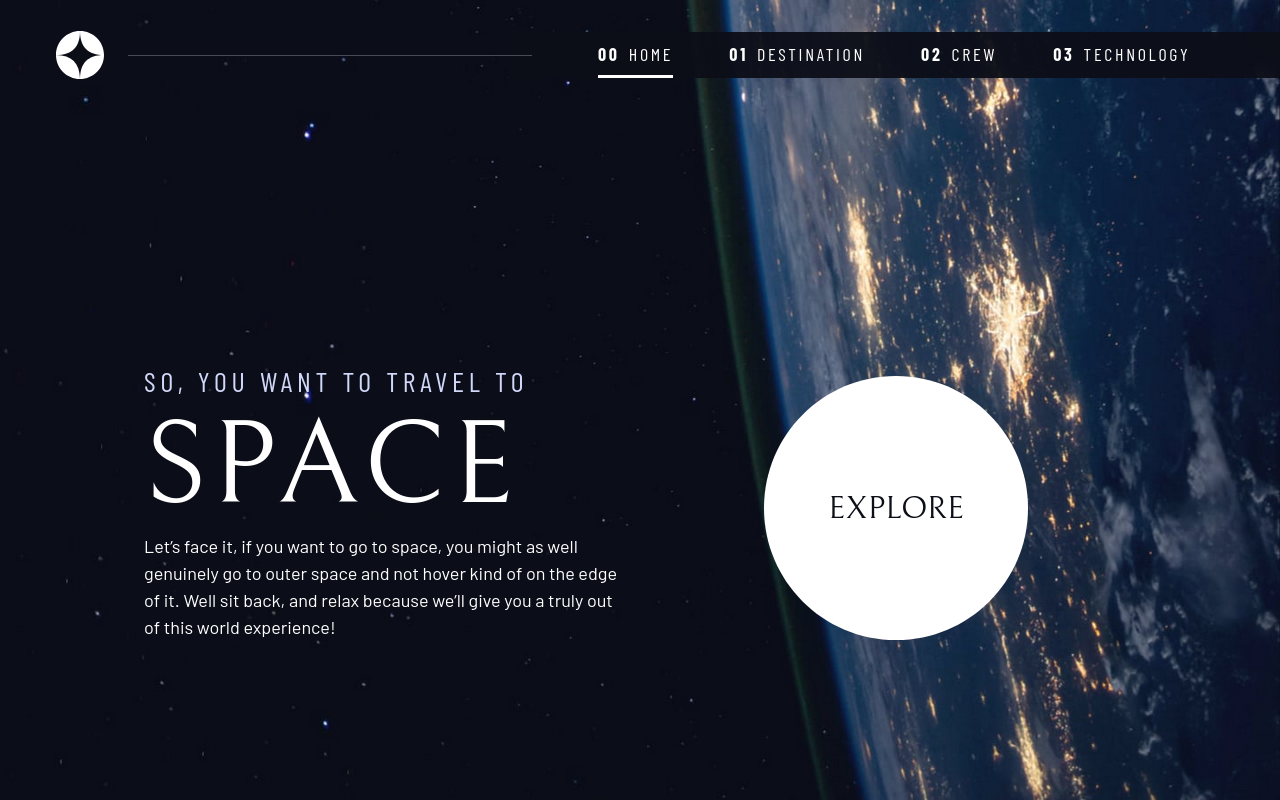 00 HOME 01 DESTINATION 02 CREW 03 TECHNOLOGY
SO, YOU WANT TO TRAVEL TO
SPACE
Let’s face it, if you want to go to space, you might as well
genuinely go to outer space and not hover kind of on the edge
of it. Well sit back, and relax because we’ll give you a truly out
of this world experience!
EXPLORE